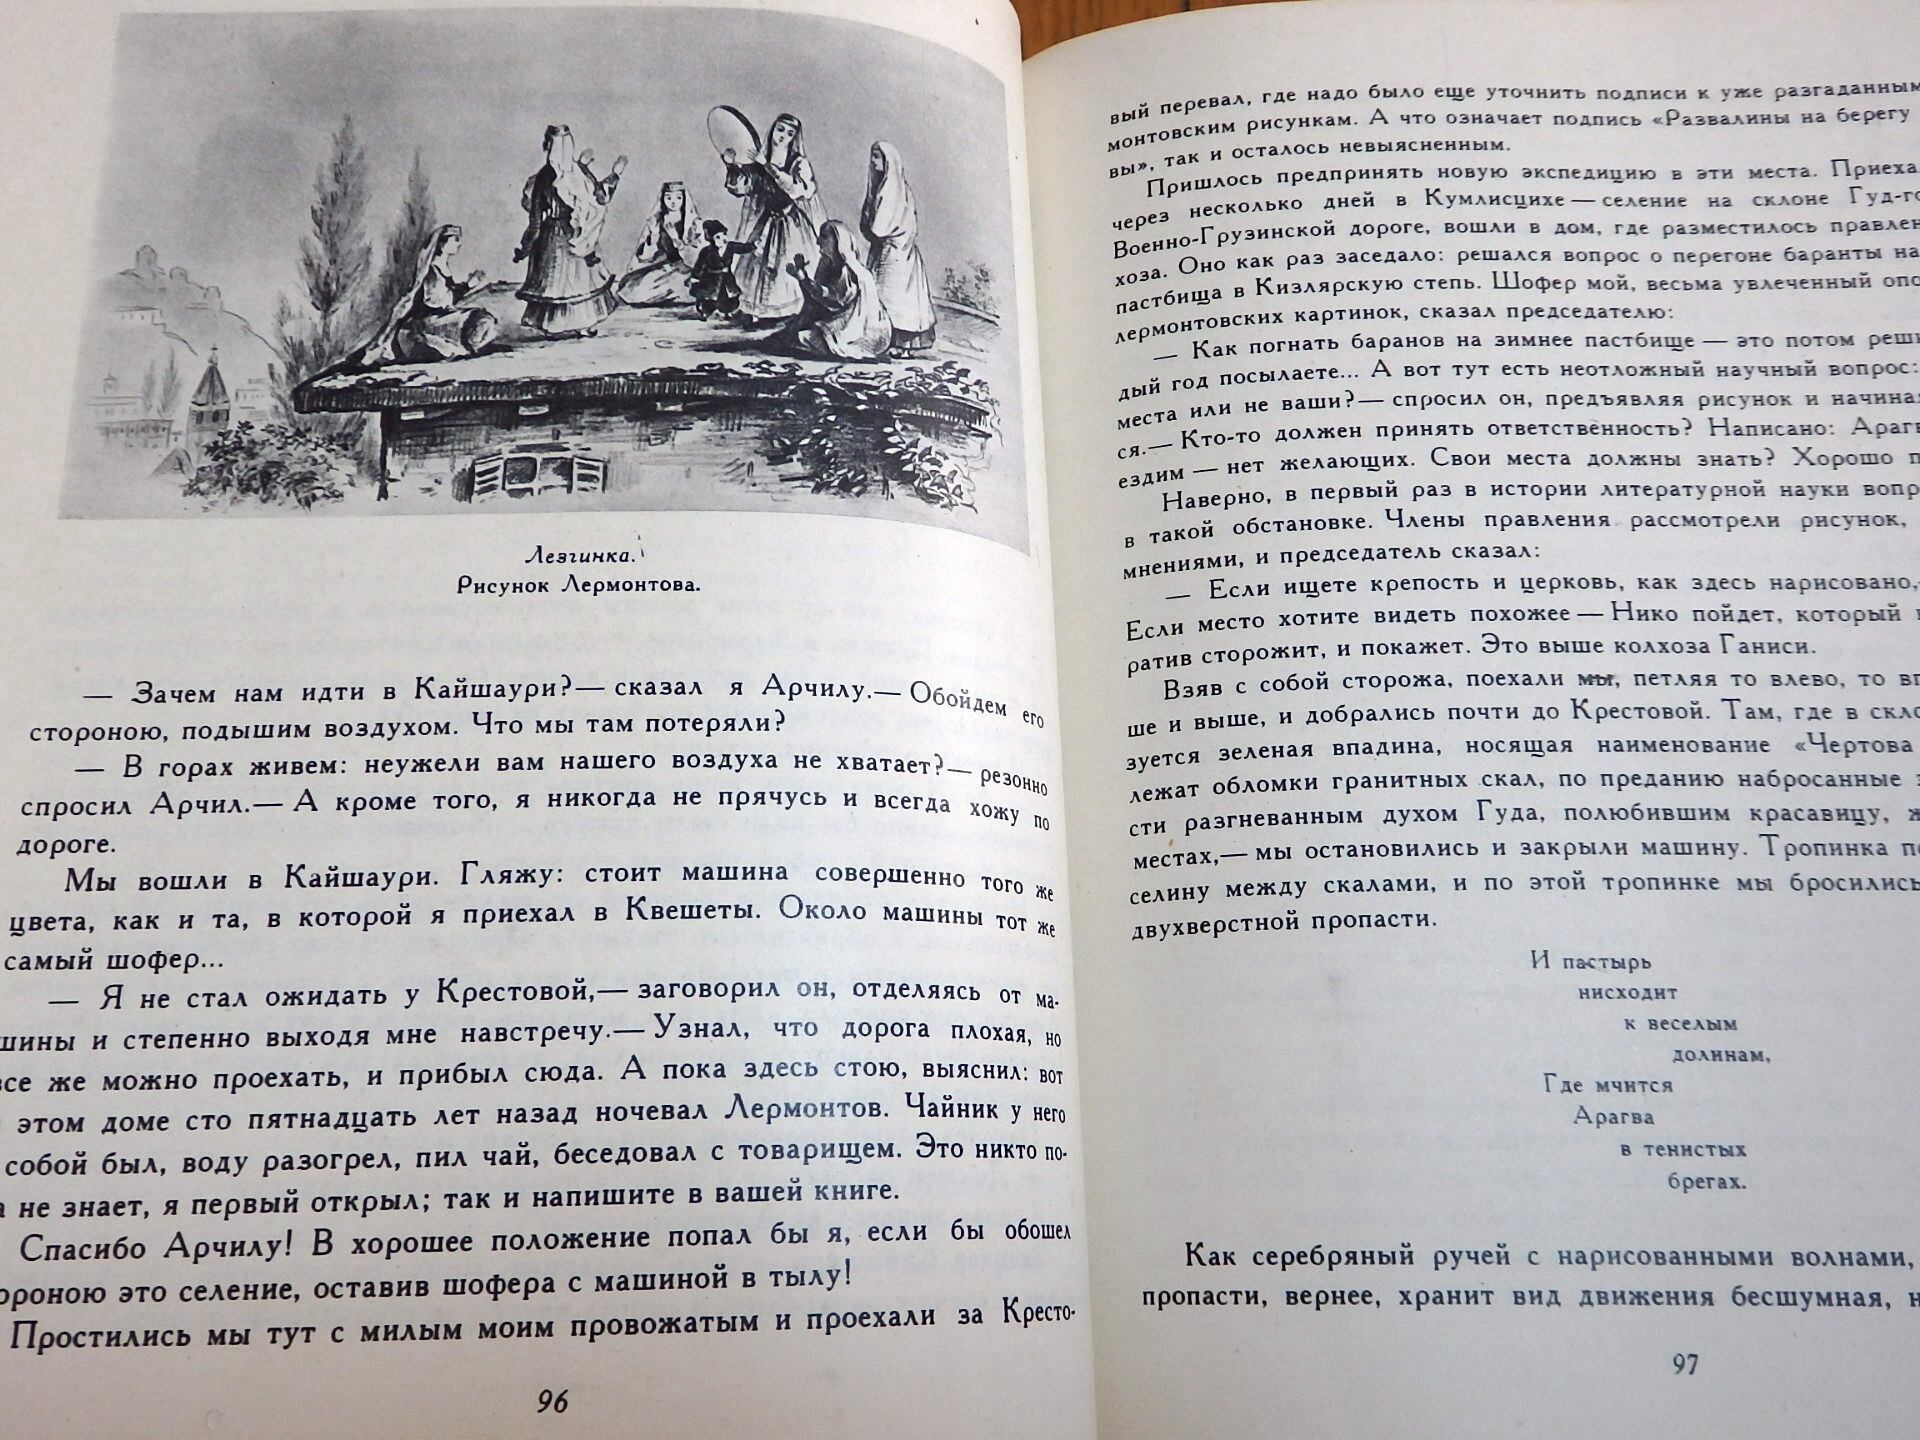 Лезгинка.
Рисунок Лермонтова.
— Зачем нам идти в Кайшаури?— сказал я Арчилу.— Обойдем его
стороною, подышим воздухом. Что мы там потеряли?
— В горах живем: неужели вам нашего воздуха не хватает?— резонно
спросил Арчил.— А кроме того, я никогда не прячусь и всегда хожу по
дороге.
Мы вошли в Кайшаури. Гляжу: стоит машина совершенно того же
цвета, как и та, в которой я приехал в Квешеты. Около машины тот же
самый шофер...
— Я не стал ожидать у Крестовой,— заговорил он, отделяясь от ма-
шины и степенно выходя мне навстречу.— Узнал, что дорога плохая, но
все же можно проехать, и прибыл сюда. А пока здесь стою, выяснил: вот
этом доме сто пятнадцать лет назад ночевал Лермонтов. Чайник у него
собой был, воду разогрел, пил чай, беседовал с товарищем. Это никто по-
а не знает, я первый открыл; так и напишите в вашей книге.
Спасибо Арчилу! В хорошее положение попал бы я, если бы обошел
ороною это селение, оставив шофера с машиной в тылу!
Простились мы тут с милым моим провожатым и проехали за Кресто-
96
вый перевал, где надо было еще уточнить подписи к уже разгаданным
монтовским рисункам. А что означает подпись «Развалины на берегу
вы», так и осталось невыясненным.
Пришлось предпринять новую экспедицию в эти места. Приеха
через несколько дней в Кумлисцихе — селение на склоне Гуд-го
Военно-Грузинской дороге, вошли в дом, где разместилось правлен
хоза. Оно как раз заседало: решался вопрос о перегоне баранты на
пастбища в Кизлярскую степь. Шофер мой, весьма увлеченный опо
лермонтовских картинок, сказал председателю:
— Как погнать баранов на зимнее пастбище — это потом реши
дый год посылаете... А вот тут есть неотложный научный вопрос:
места или не ваши?— спросил он, предъявляя рисунок и начиная
ся.— Кто-то должен принять ответственность? Написано: Арагв
ездим — нет желающих. Свои места должны знать? Хорошо п
Наверно, в первый раз в истории литературной науки вопр
в такой обстановке. Члены правления рассмотрели рисунок,
мнениями, и председатель сказал:
— Если ищете крепость и церковь, как здесь нарисовано,
Если место хотите видеть похожее — Нико пойдет, который
ратив сторожит, и покажет. Это выше колхоза Ганиси.
Взяв с собой сторожа, поехали мы, петляя то влево, то вп
ше и выше, и добрались почти до Крестовой. Там, где в скло
зуется зеленая впадина, носящая наименование «Чертова
лежат обломки гранитных скал, по преданию набросанные
сти разгневанным духом Гуда, полюбившим красавицу, ж
местах,— мы остановились и закрыли машину. Тропинка по
селину между скалами, и по этой тропинке мы бросились
двухверстной пропасти.
И пастырь
нисходит
к веселым
долинам,
Где мчится
Арагва
в тенистых
брегах.
Как серебряный ручей с нарисованными волнами,
пропасти, вернее, хранит вид движения бесшумная, н
97